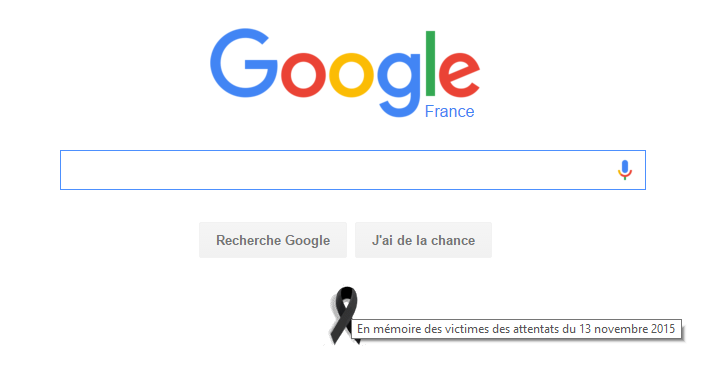 Google
France
Recherche Google
J'ai de la chance
En mémoire des victimes des attentats du 13 novembre 2015